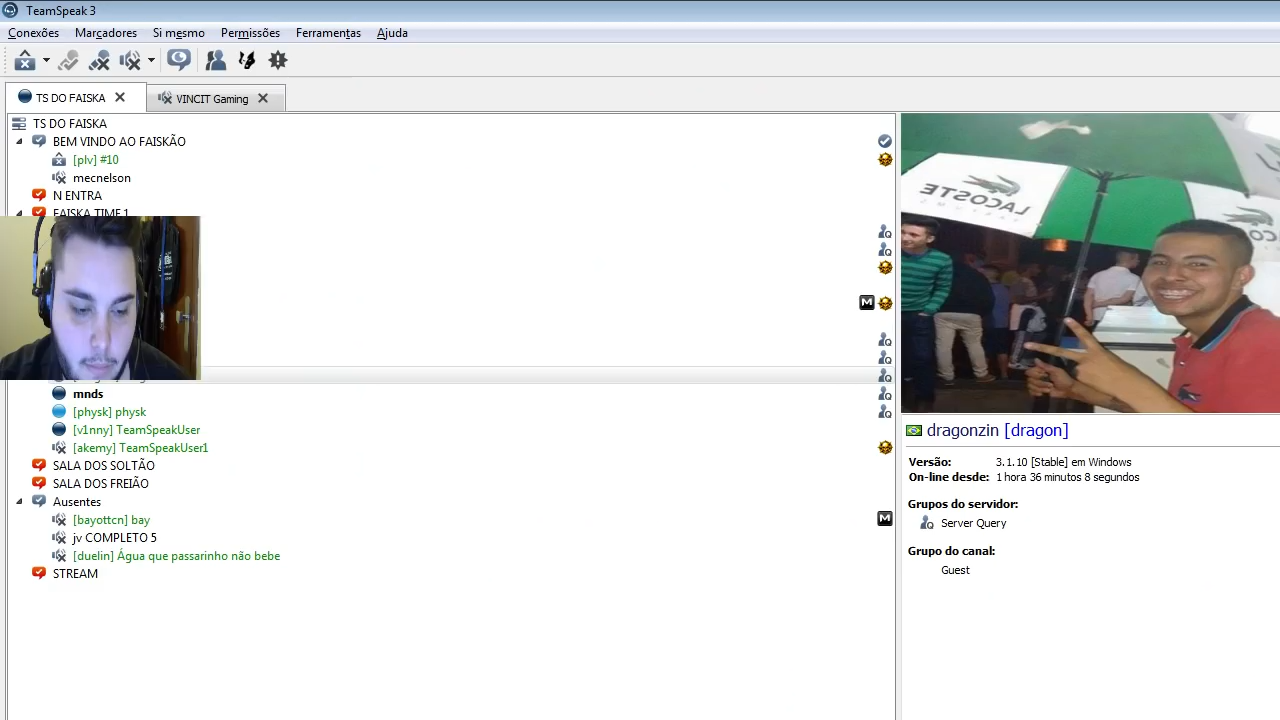 TeamSpeak 3
Conexões Marcadores Si mesmo Permissões Ferramentas Ajuda
TS DO FAISKA VINCIT Gaming
TS DO FAISKA
BEM VINDO AO FAISKÃO
[plv] #10
mecnelson
N ENTRA
FAISKA TIME 1
M
mnds
[physk] physk
[v1nny] TeamSpeakUser
[akemy] TeamSpeakUser1
SALA DOS SOLTÃO
SALA DOS FREIÃO
Ausentes
[bayottcn] bay M
jv COMPLETO 5
[duelin] Água que passarinho não bebe
STREAM
LACOSTE
dragonzin [dragon]
Versão: 3.1.10 [Stable] em Windows
On-line desde: 1 hora 36 minutos 8 segundos
Grupos do servidor:
Server Query
Grupo do canal:
Guest